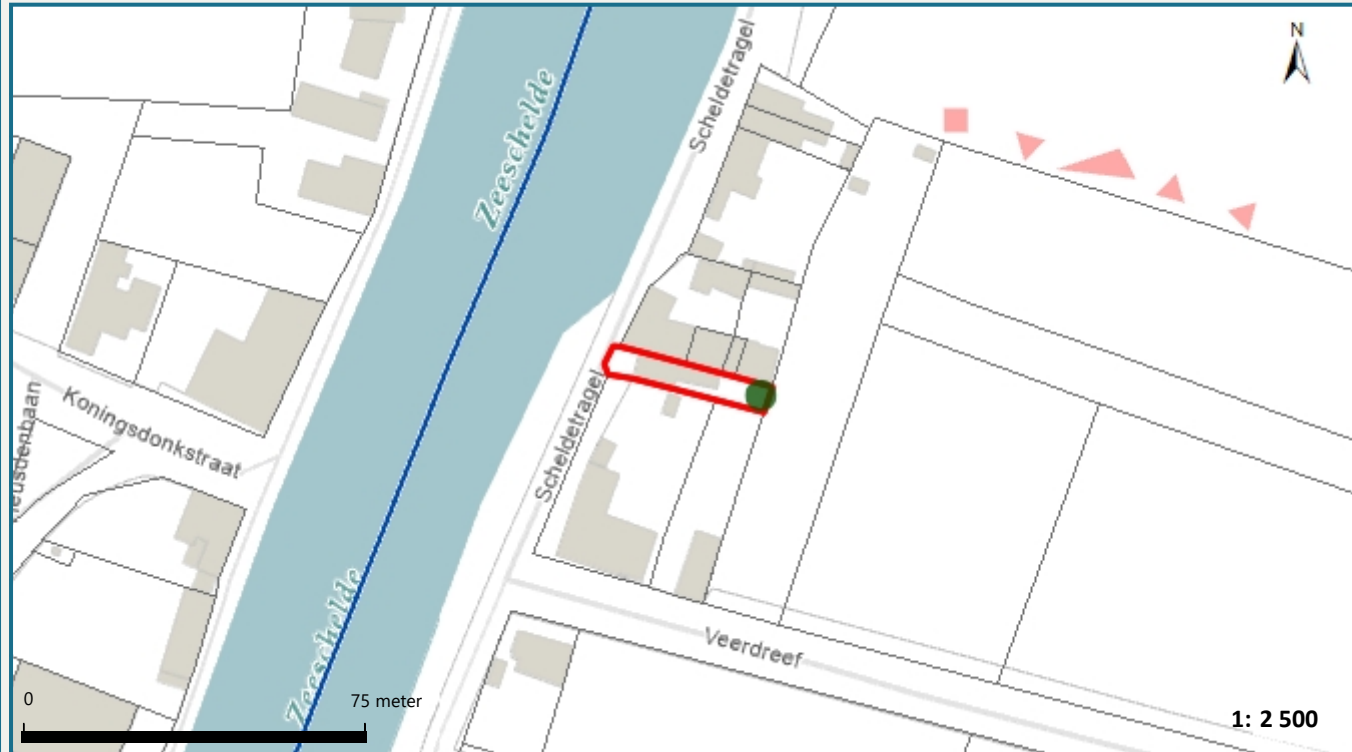 N
Scheldetragel
Zeeschelde
Koningsdonkstraat
Scheldetragel
Zeeschelde
Veerdreef
0
75 meter
1: 2 500